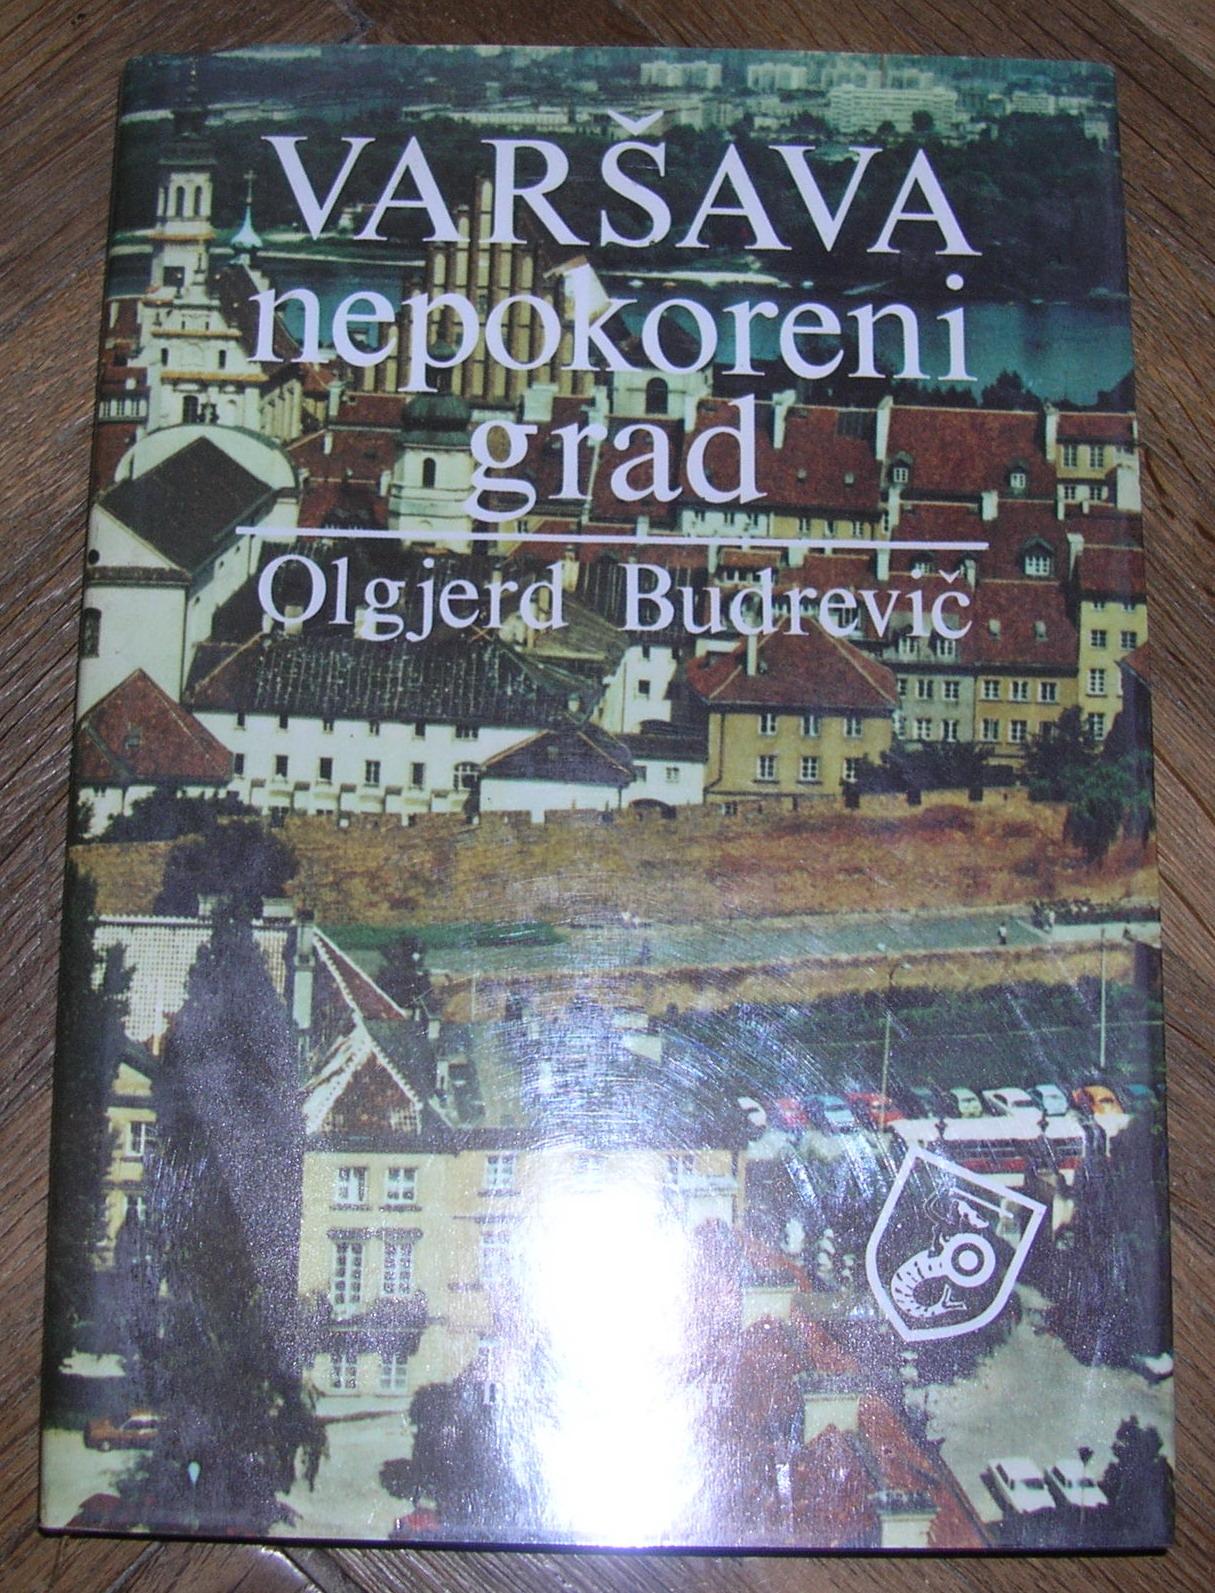 VARŠAVA
nepokoreni
grad
Olgjerd Budrevič